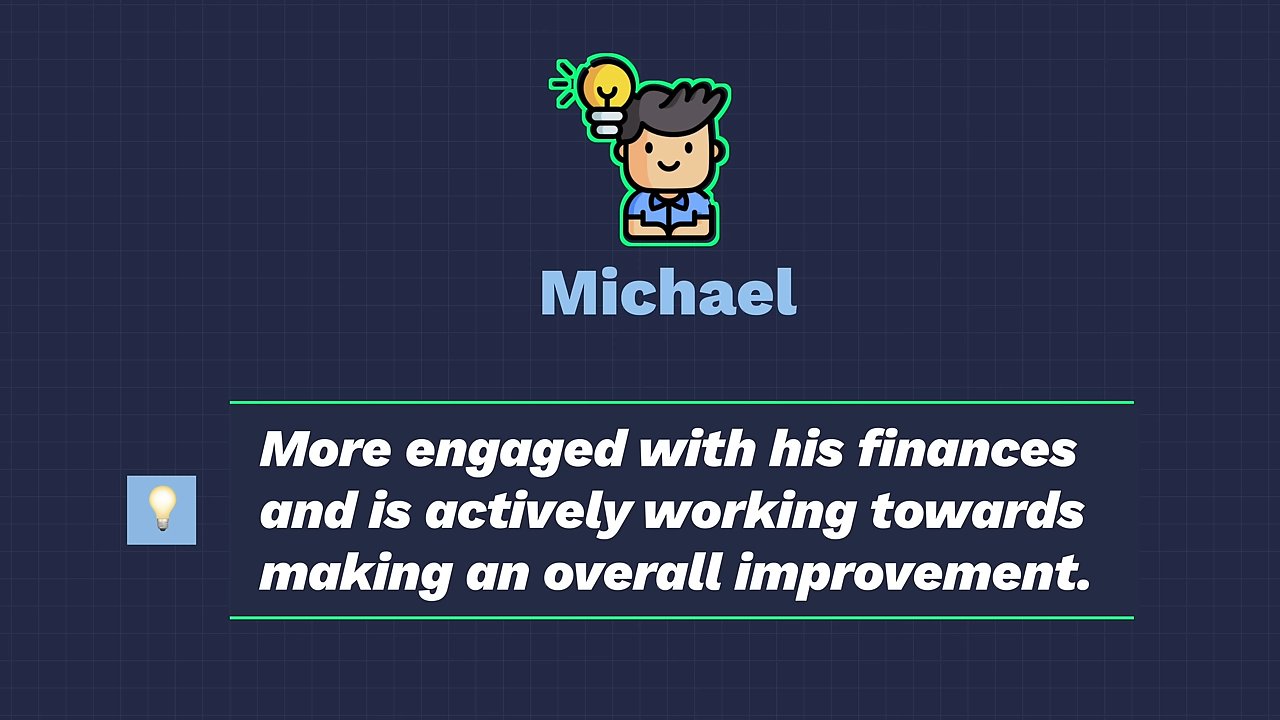 Michael
More engaged with his finances
and is actively working towards
making an overall improvement.